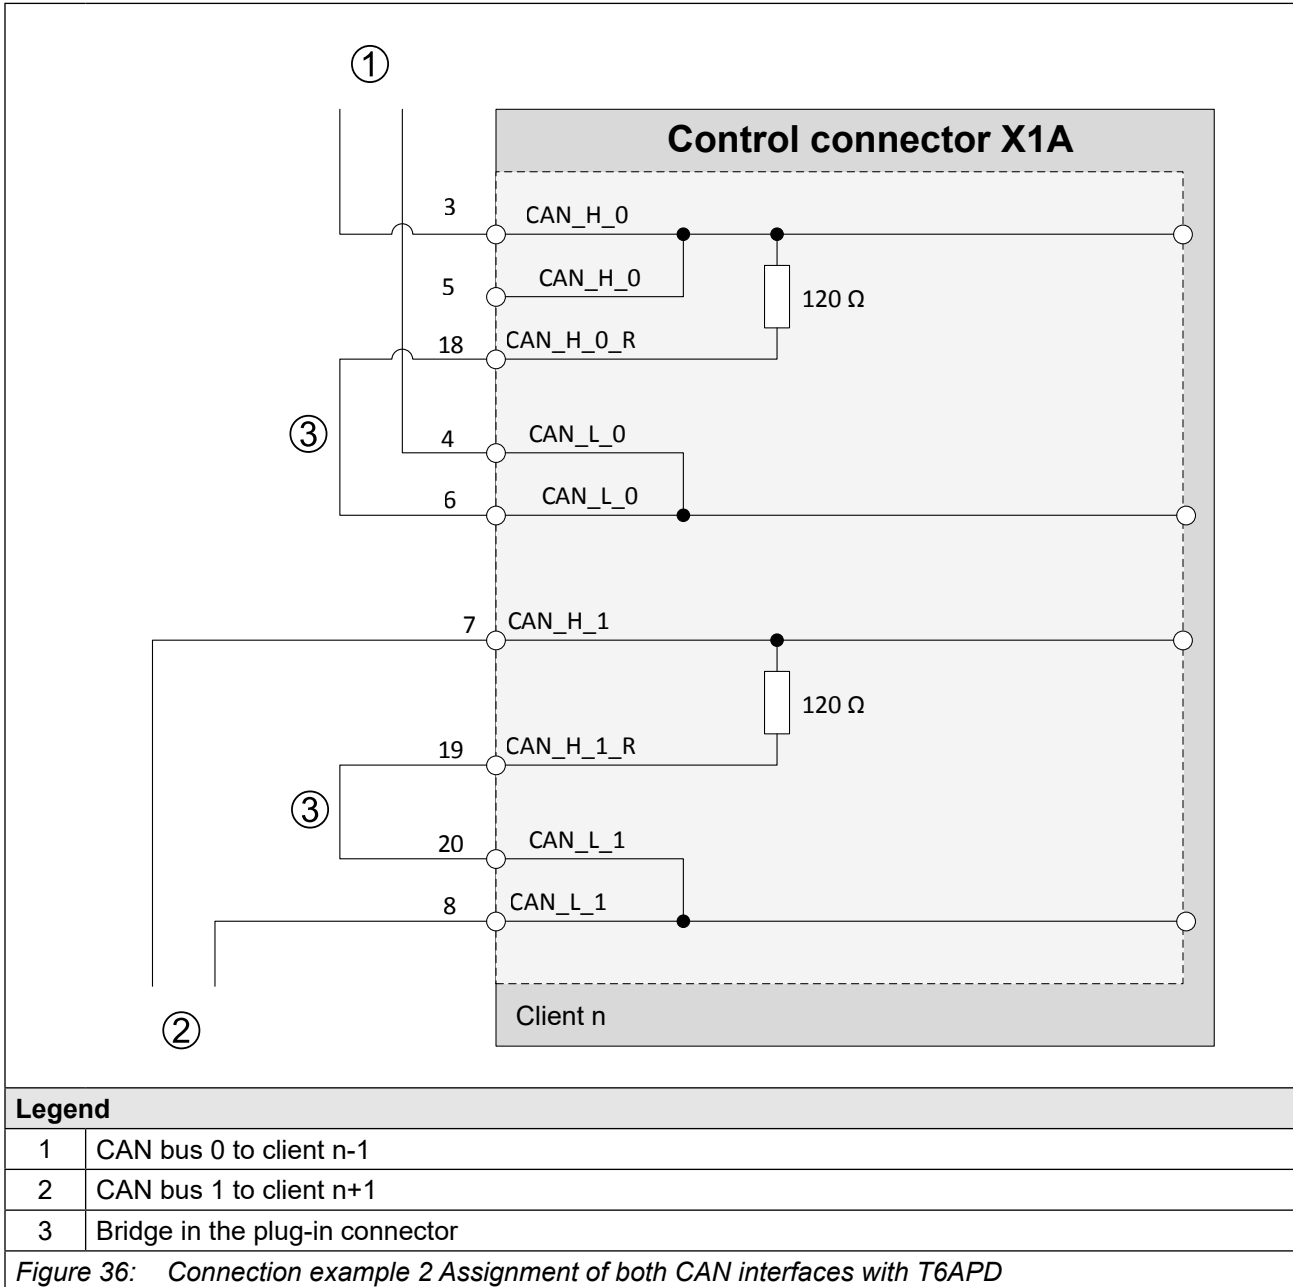 1
Control connector X1A
3 CAN_H_0
5 CAN_H_0
120 Ω
18 CAN_H_0_R
3
4 CAN_L_0
6 CAN_L_0
7 CAN_H_1
120 Ω
19 CAN_H_1_R
3
20 CAN_L_1
8 CAN_L_1
Client n
2
Legend
1 CAN bus 0 to client n-1
2 CAN bus 1 to client n+1
3 Bridge in the plug-in connector
Figure 36: Connection example 2 Assignment of both CAN interfaces with T6APD